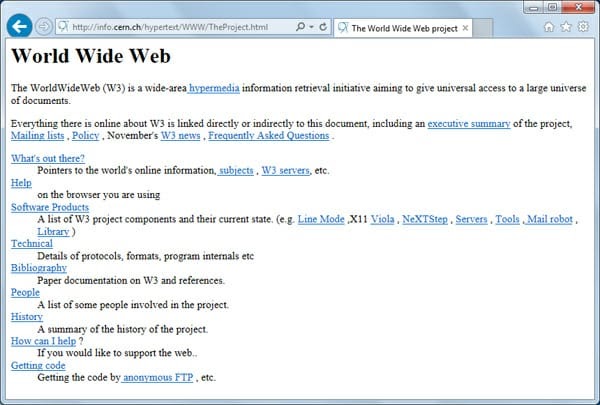 http://info.cern.ch/hypertext/WWW/TheProject.html
The World Wide Web project
World Wide Web
The WorldWideWeb (W3) is a wide-area hypermedia information retrieval initiative aiming to give universal access to a large universe
of documents.
Everything there is online about W3 is linked directly or indirectly to this document, including an executive summary of the project,
Mailing lists , Policy , November's W3 news , Frequently Asked Questions .
What's out there?
Pointers to the world's online information, subjects , W3 servers, etc.
Help
on the browser you are using
Software Products
A list of W3 project components and their current state. (e.g. Line Mode ,X11 Viola , NeXTStep , Servers , Tools , Mail robot ,
Library )
Technical
Details of protocols, formats, program internals etc
Bibliography
Paper documentation on W3 and references.
People
A list of some people involved in the project.
History
A summary of the history of the project.
How can I help ?
If you would like to support the web..
Getting code
Getting the code by anonymous FTP , etc.